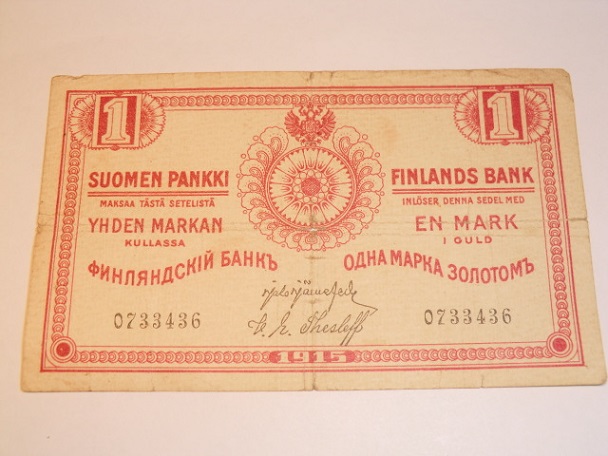 1 1
SUOMEN PANKKI
MAKSAA TÄSTÄ SETELISTÄ
YHDEN MARKAN
KULLASSA
FINLANDS BANK
INLÖSER DENNA SEDEL MED
EN MARK
I GULD
ФИНЛЯНДСКІЙ БАНКЪ
ОДНА МАРКА ЗОЛОТОМЪ
0733436 0733436
1915